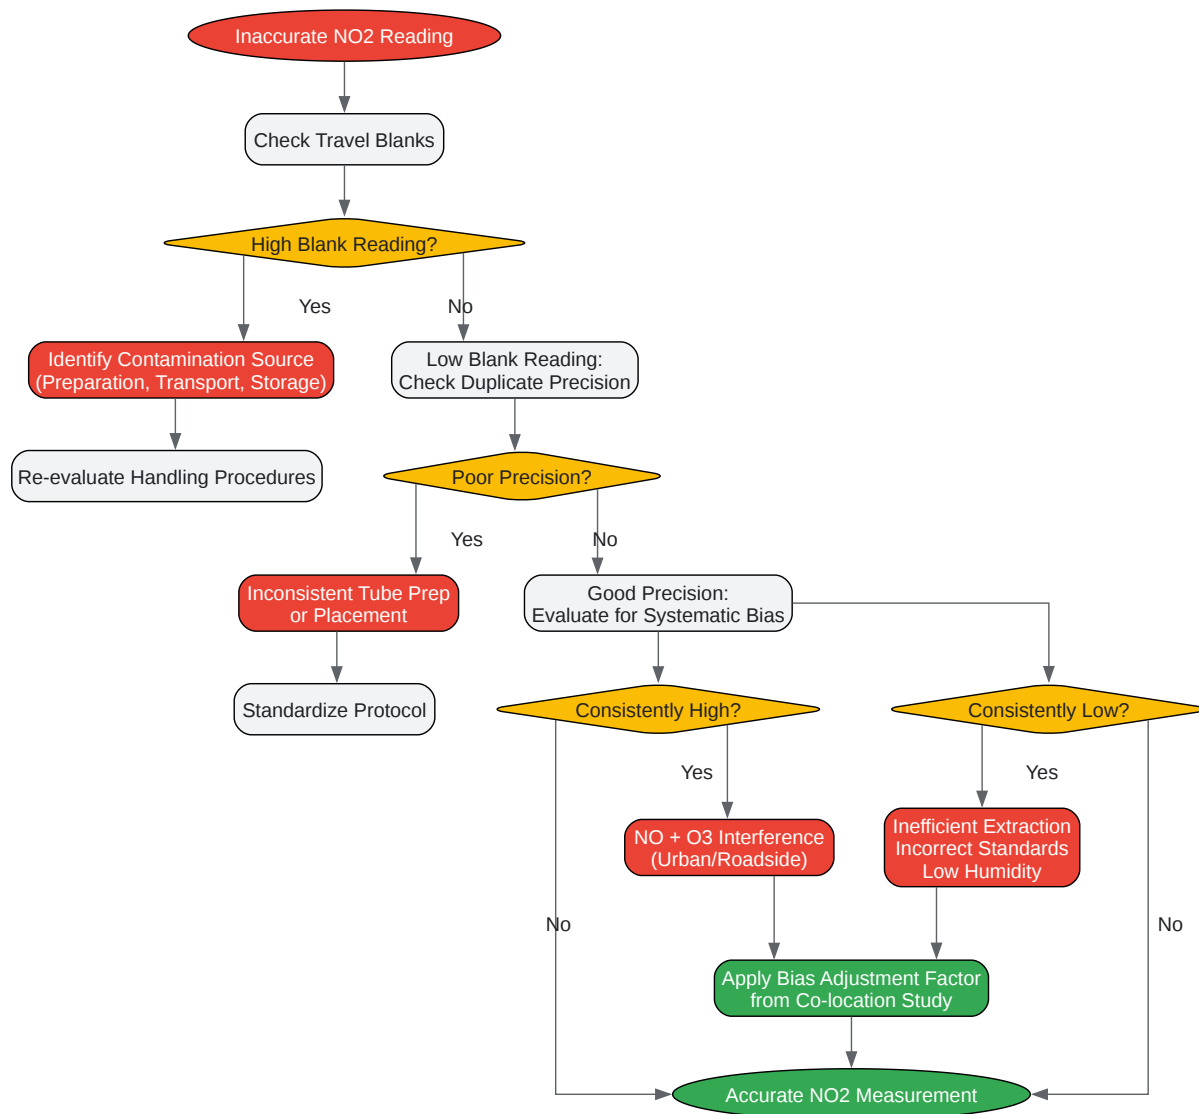 Inaccurate NO2 Reading
Check Travel Blanks
High Blank Reading?
Yes
No
Identify Contamination Source
(Preparation, Transport, Storage)
Low Blank Reading:
Check Duplicate Precision
Re-evaluate Handling Procedures
Poor Precision?
Yes
No
Inconsistent Tube Prep
or Placement
Good Precision:
Evaluate for Systematic Bias
Standardize Protocol
Consistently High?
Consistently Low?
Yes
Yes
NO + O3 Interference
(Urban/Roadside)
Inefficient Extraction
Incorrect Standards
Low Humidity
No
No
Apply Bias Adjustment Factor
from Co-location Study
Accurate NO2 Measurement